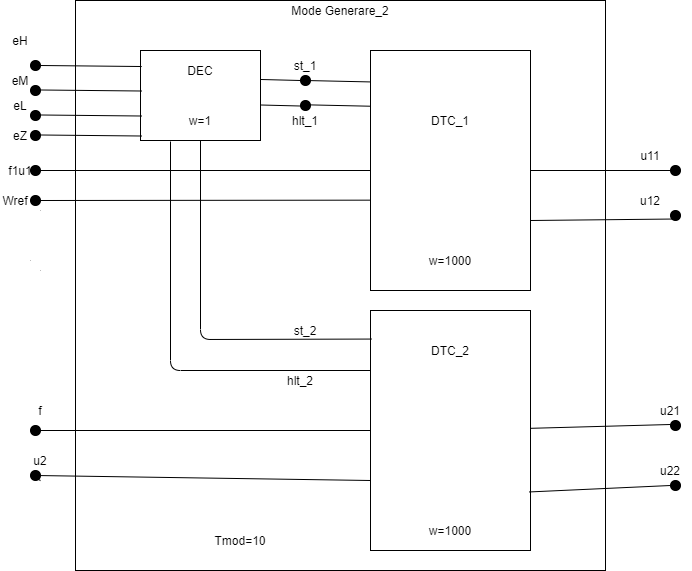 Mode Generare_2
eH
eM
eL
eZ
f1u1
Wref
DEC
w=1
st_1
hlt_1
DTC_1
w=1000
u11
u12
st_2
hlt_2
DTC_2
w=1000
f
u2
u21
u22
Tmod=10